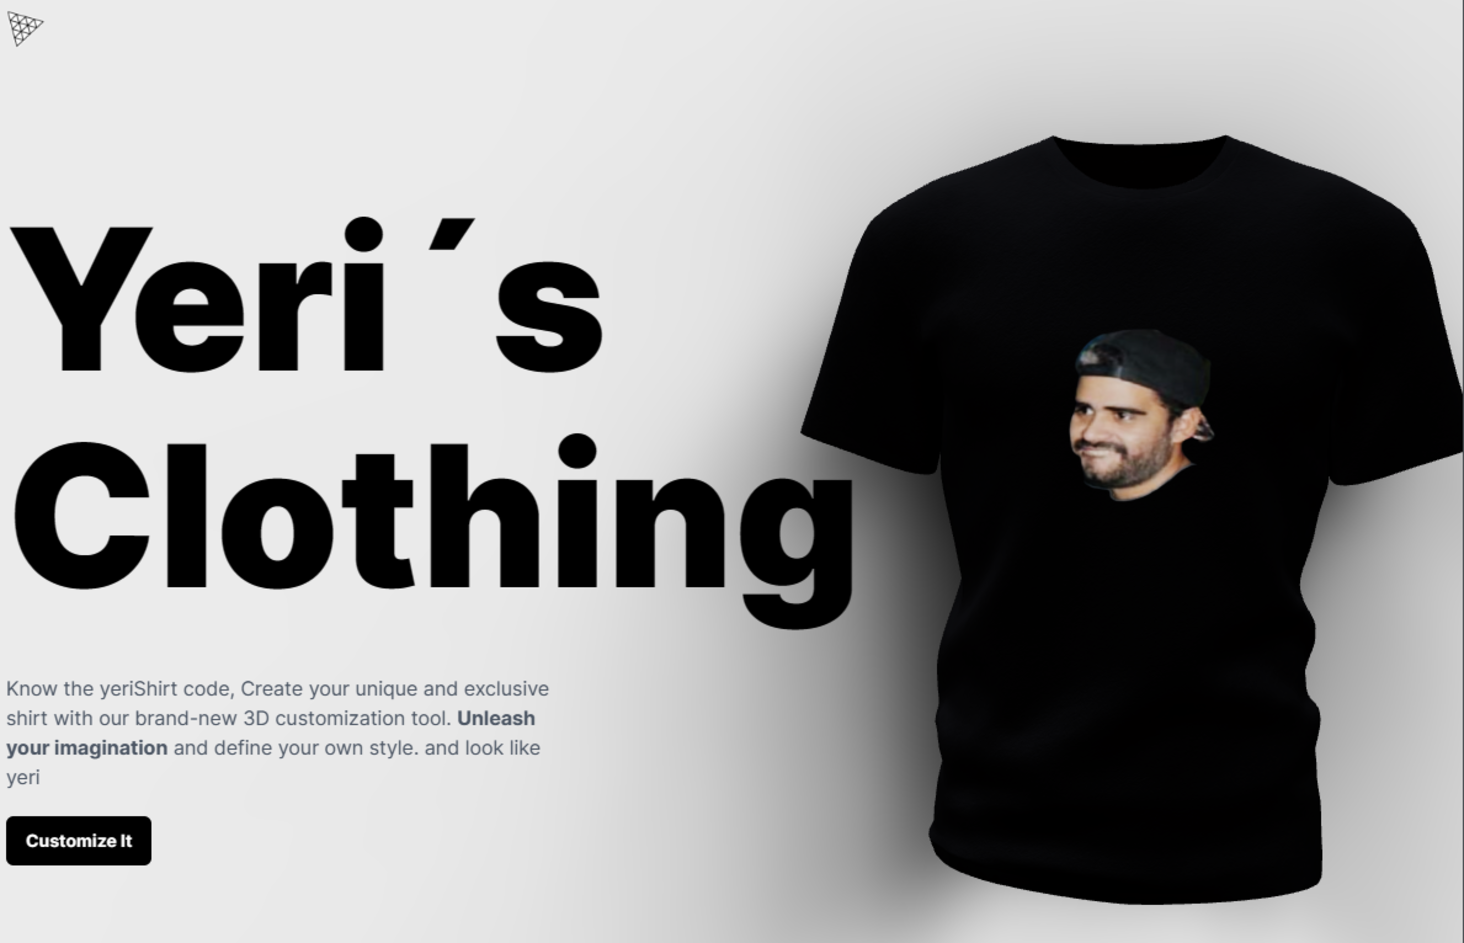 Yeri´s
Clothing
Know the yeriShirt code, Create your unique and exclusive
shirt with our brand-new 3D customization tool. Unleash
your imagination and define your own style. and look like
yeri
Customize It